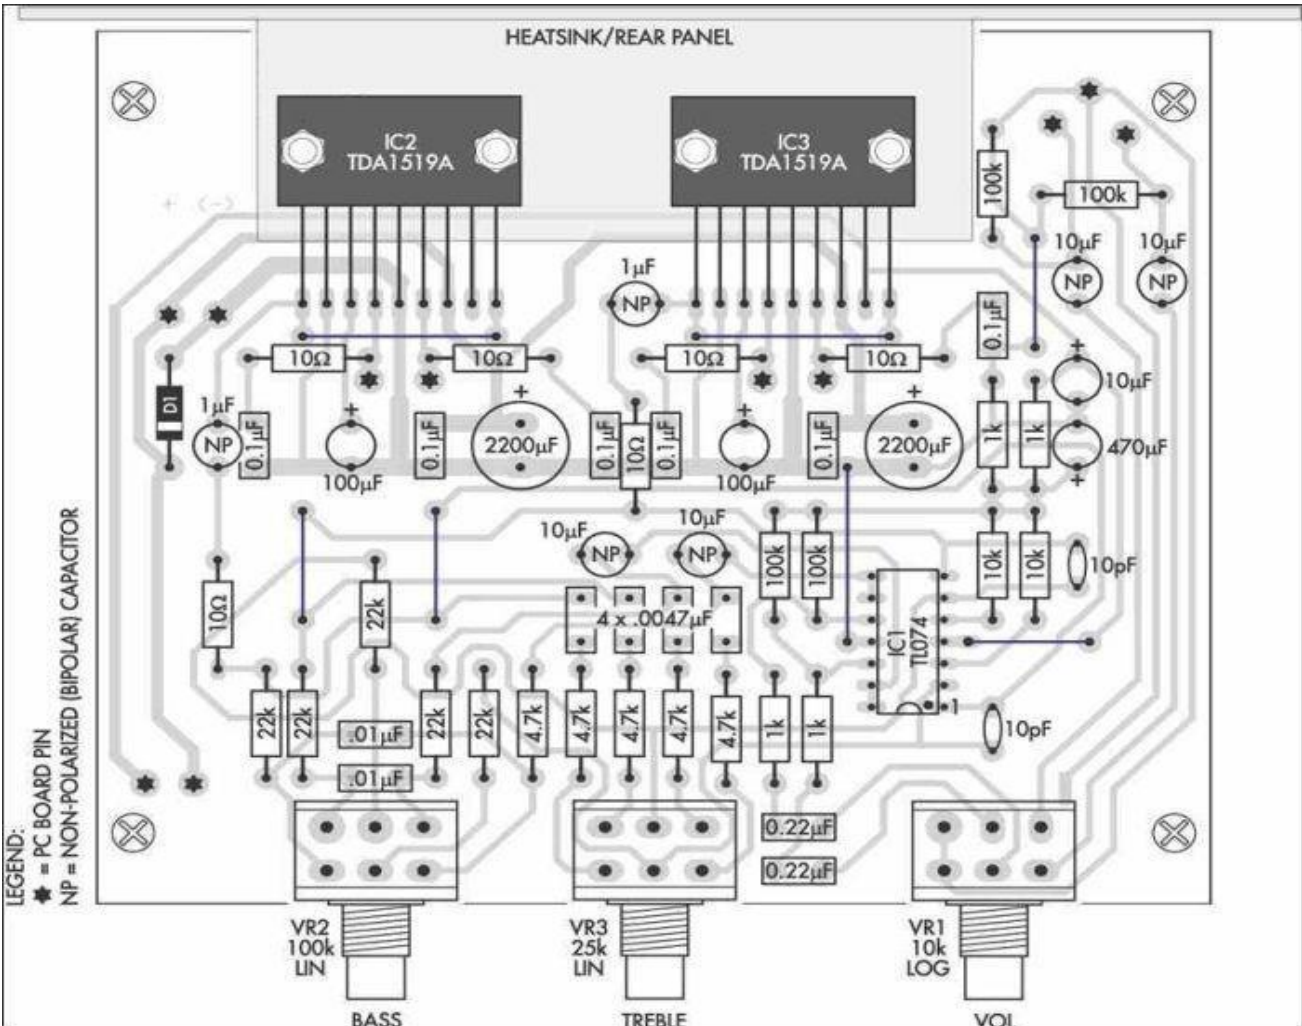 HEATSINK/REAR PANEL
IC2
TDA1519A
IC3
TDA1519A
100k
100k
+ (-)
1µF
NP
10µF
NP
10µF
NP
0.1µF
10Ω
10Ω
10Ω
10Ω
+
10µF
D1
1µF
NP
0.1µF
+
100µF
0.1µF
+
2200µF
0.1µF
10Ω
0.1µF
+
100µF
0.1µF
+
2200µF
1k
1k
470µF
+
10µF
NP
10µF
NP
100k
100k
10k
10k
10pF
10Ω
22k
4 x .0047µF
IC1
TL074
1
22k
22k
.01µF
.01µF
22k
22k
4.7k
4.7k
4.7k
4.7k
4.7k
1k
1k
10pF
0.22µF
0.22µF
LEGEND:
✶ = PC BOARD PIN
NP = NON-POLARIZED (BIPOLAR) CAPACITOR
VR2
100k
LIN
BASS
VR3
25k
LIN
TREBLE
VR1
10k
LOG
VOL